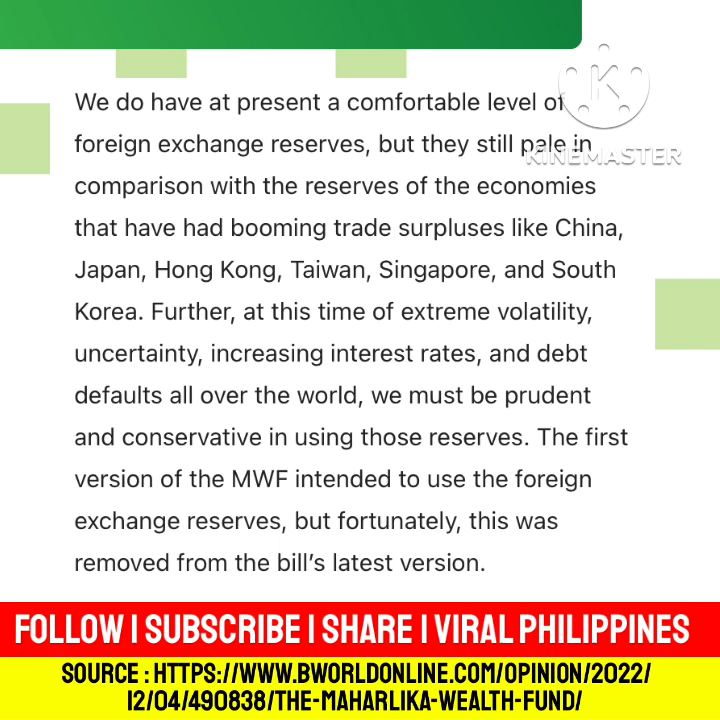 We do have at present a comfortable level of
foreign exchange reserves, but they still pale in
comparison with the reserves of the economies
that have had booming trade surpluses like China,
Japan, Hong Kong, Taiwan, Singapore, and South
Korea. Further, at this time of extreme volatility,
uncertainty, increasing interest rates, and debt
defaults all over the world, we must be prudent
and conservative in using those reserves. The first
version of the MWF intended to use the foreign
exchange reserves, but fortunately, this was
removed from the bill’s latest version.
K
KINEMASTER
FOLLOW | SUBSCRIBE | SHARE | VIRAL PHILIPPINES
SOURCE : HTTPS://WWW.BWORLDONLINE.COM/OPINION/2022/
12/04/490838/THE-MAHARLIKA-WEALTH-FUND/